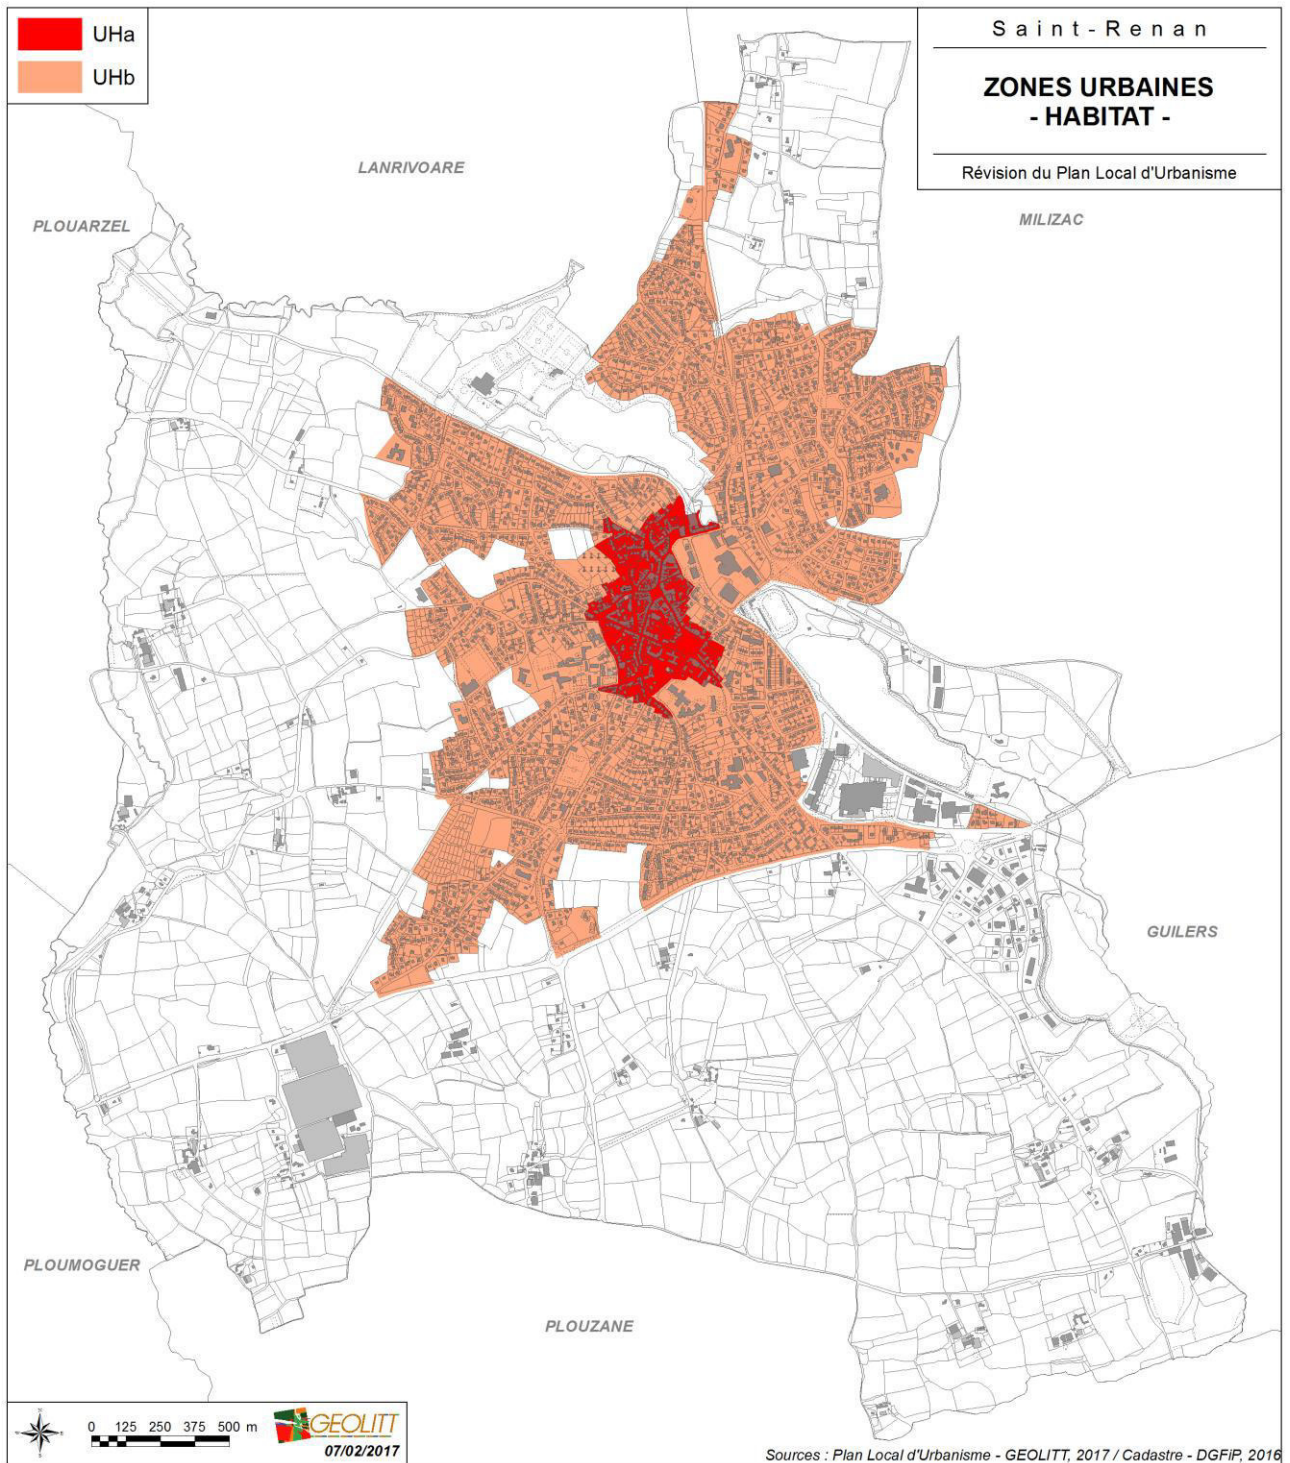 UHa
UHb
Saint-Renan
ZONES URBAINES
- HABITAT -
Révision du Plan Local d'Urbanisme
LANRIVOARE
PLOUARZEL
MILIZAC
GUILERS
PLOUMOGUER
PLOUZANE
0 125 250 375 500 m
GEOLITT
07/02/2017
Sources : Plan Local d'Urbanisme - GEOLITT, 2017 / Cadastre - DGFiP, 2016